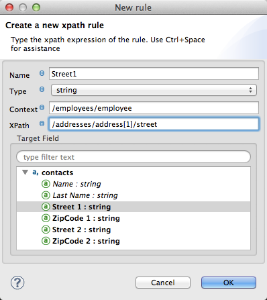 New rule
Create a new xpath rule
Type the xpath expression of the rule. Use Ctrl+Space
for assistance
Name Street1
Type string
Context /employees/employee
XPath /addresses/address[1]/street
Target Field
type filter text
contacts
Name : string
Last Name : string
Street 1 : string
ZipCode 1 : string
Street 2 : string
ZipCode 2 : string
? Cancel OK